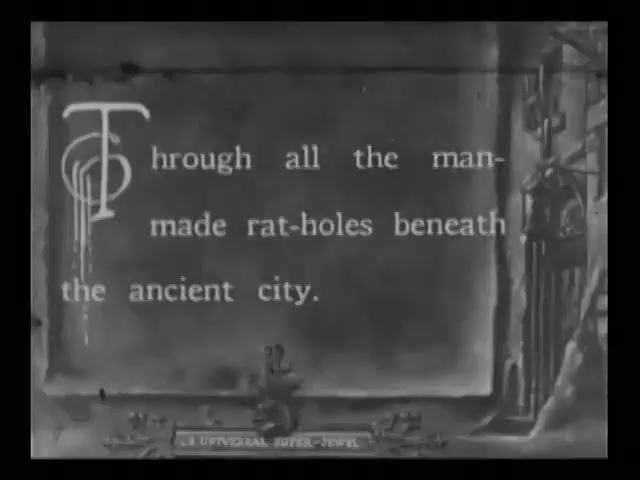 Through all the man-
made rat-holes beneath
the ancient city.
A UNIVERSAL SUPER-JEWEL